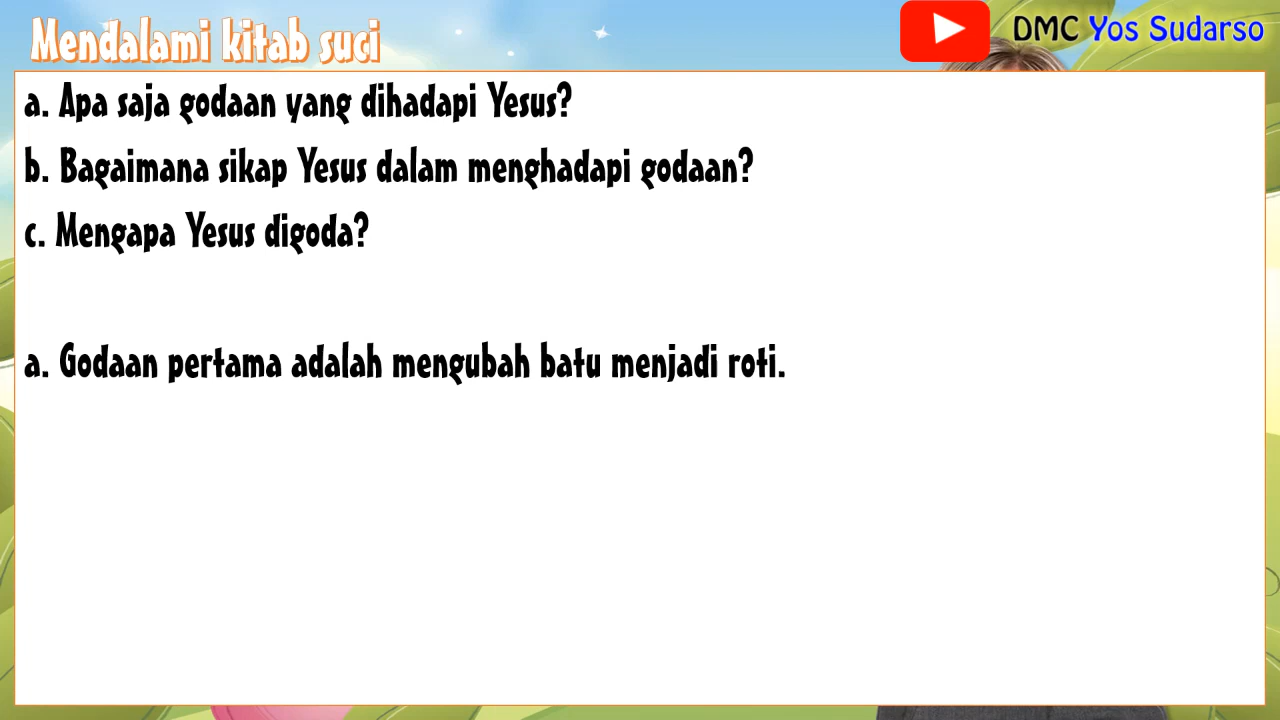 Mendalami kitab suci
DMC Yos Sudarso
a. Apa saja godaan yang dihadapi Yesus?
b. Bagaimana sikap Yesus dalam menghadapi godaan?
c. Mengapa Yesus digoda?
a. Godaan pertama adalah mengubah batu menjadi roti.